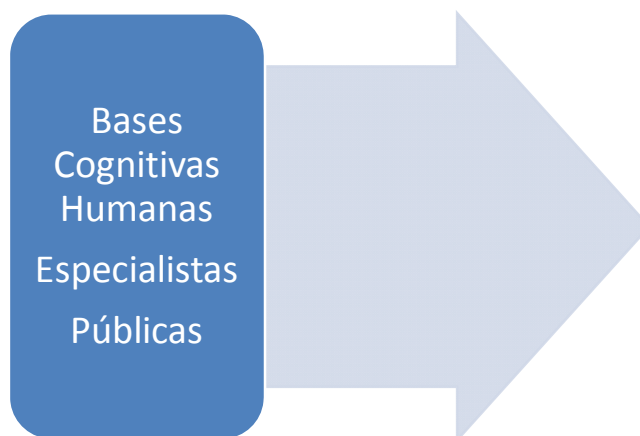 Bases
Cognitivas
Humanas
Especialistas
Públicas